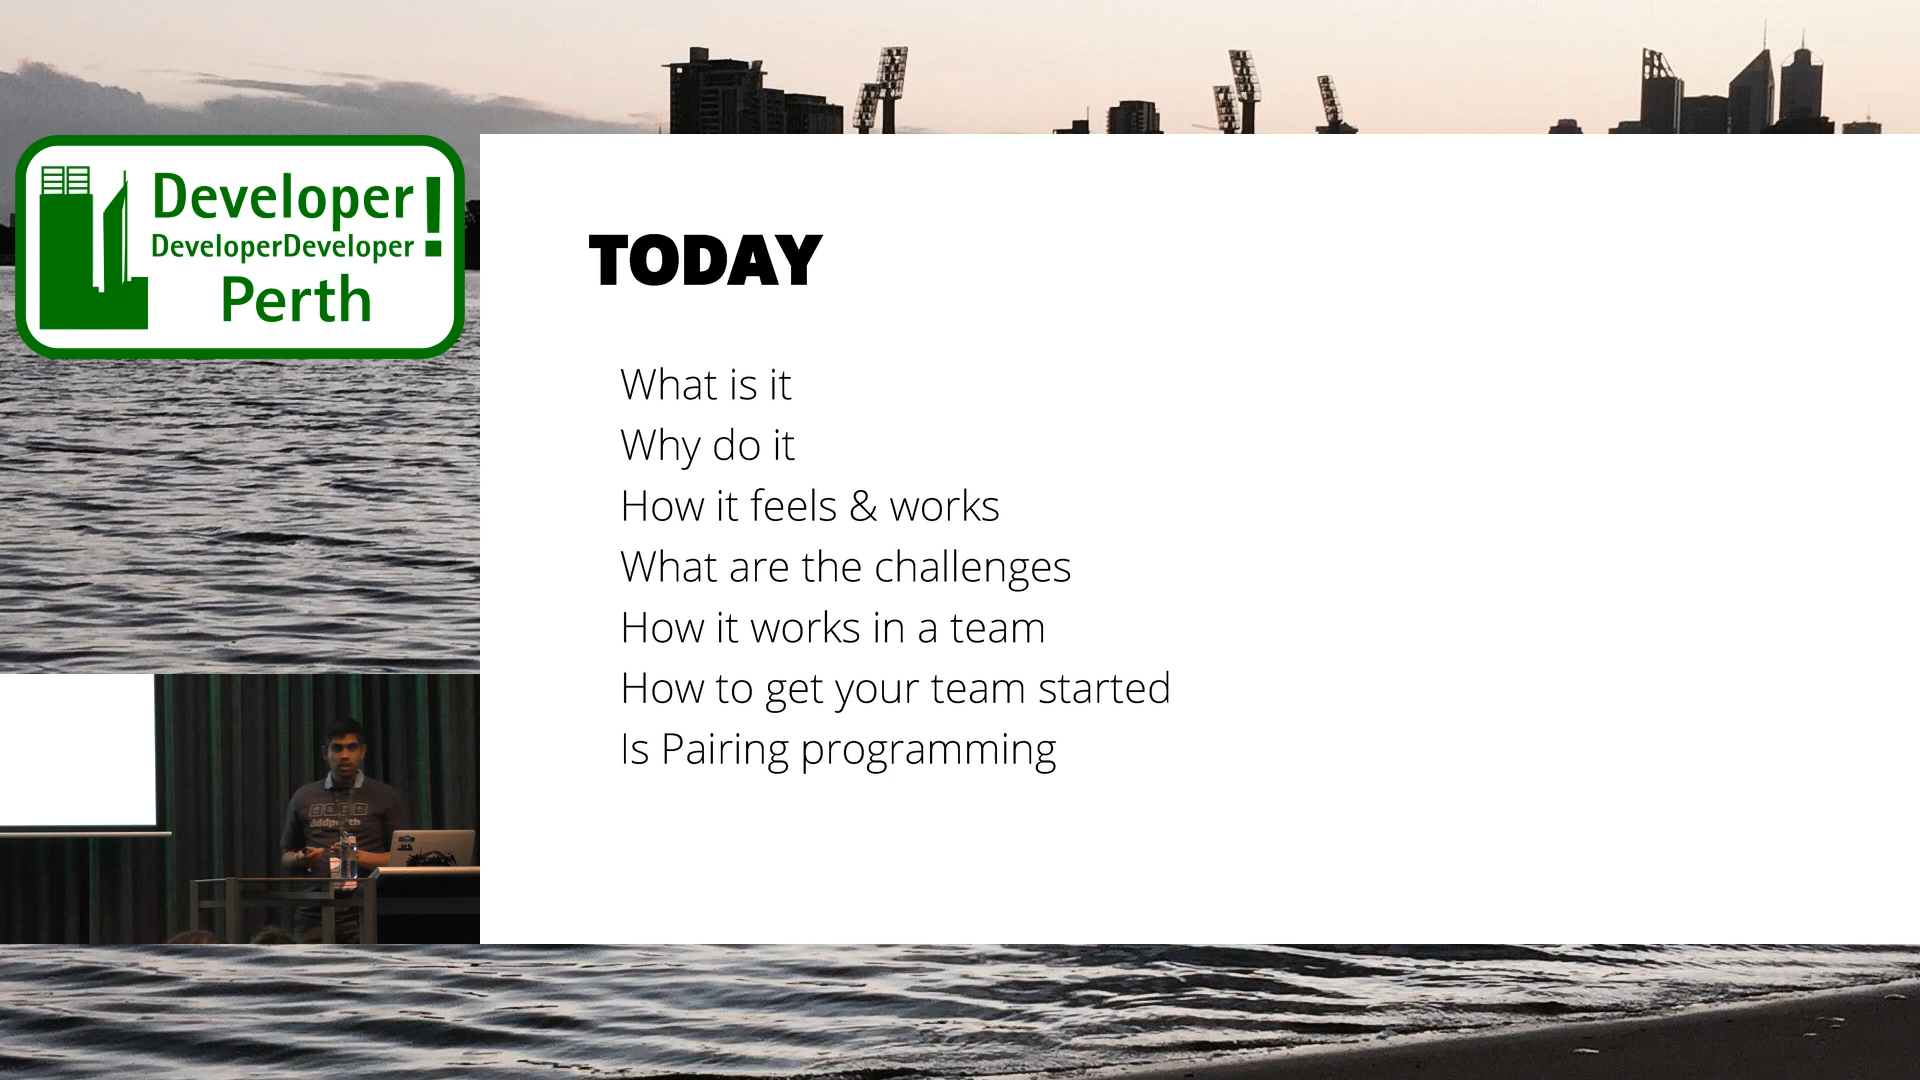 Developer!
DeveloperDeveloper
Perth
TODAY
What is it
Why do it
How it feels & works
What are the challenges
How it works in a team
How to get your team started
Is Pairing programming